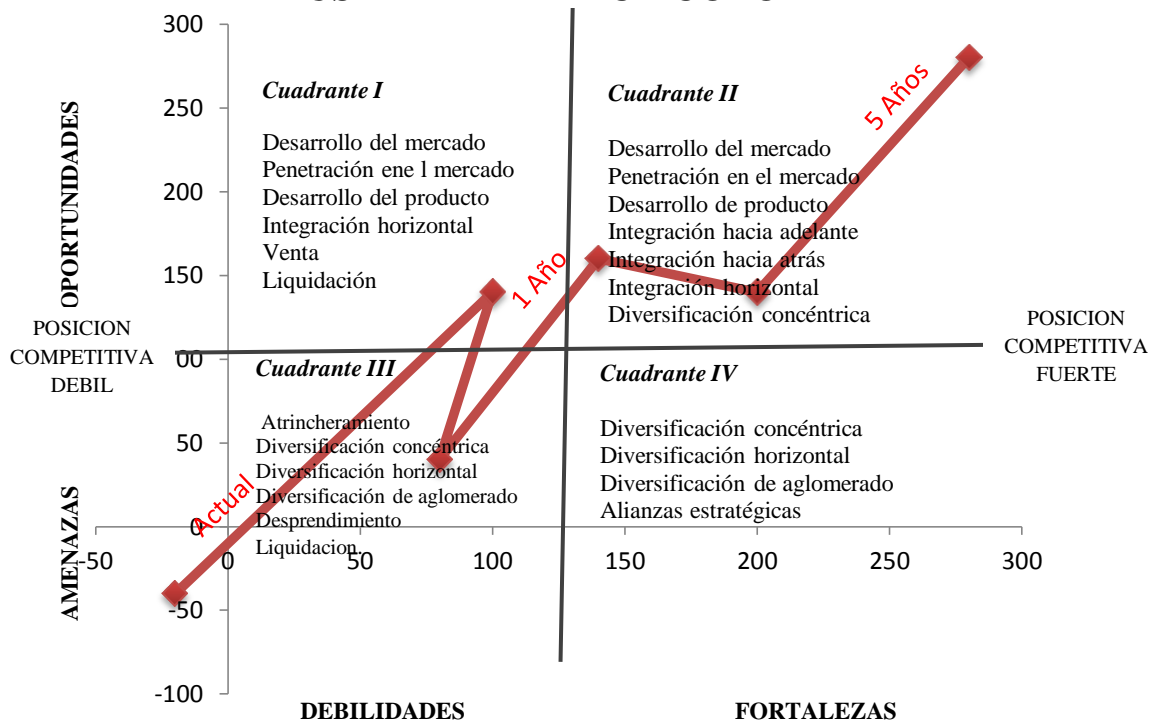 300
250
200
150
00
50
0
-50
-100
-50
0
50
100
150
200
250
300
OPORTUNIDADES
AMENAZAS
POSICION
COMPETITIVA
DEBIL
Cuadrante I
Desarrollo del mercado
Penetración ene l mercado
Desarrollo del producto
Integración horizontal
Venta
Liquidación
Cuadrante II
Desarrollo del mercado
Penetración en el mercado
Desarrollo de producto
Integración hacia adelante
Integración hacia atrás
Integración horizontal
Diversificación concéntrica
5 Años
1 Año
Actual
POSICION
COMPETITIVA
FUERTE
Cuadrante III
Atrincheramiento
Diversificación concéntrica
Diversificación horizontal
Diversificación de aglomerado
Desprendimiento
Liquidacion.
Cuadrante IV
Diversificación concéntrica
Diversificación horizontal
Diversificación de aglomerado
Alianzas estratégicas
DEBILIDADES
FORTALEZAS